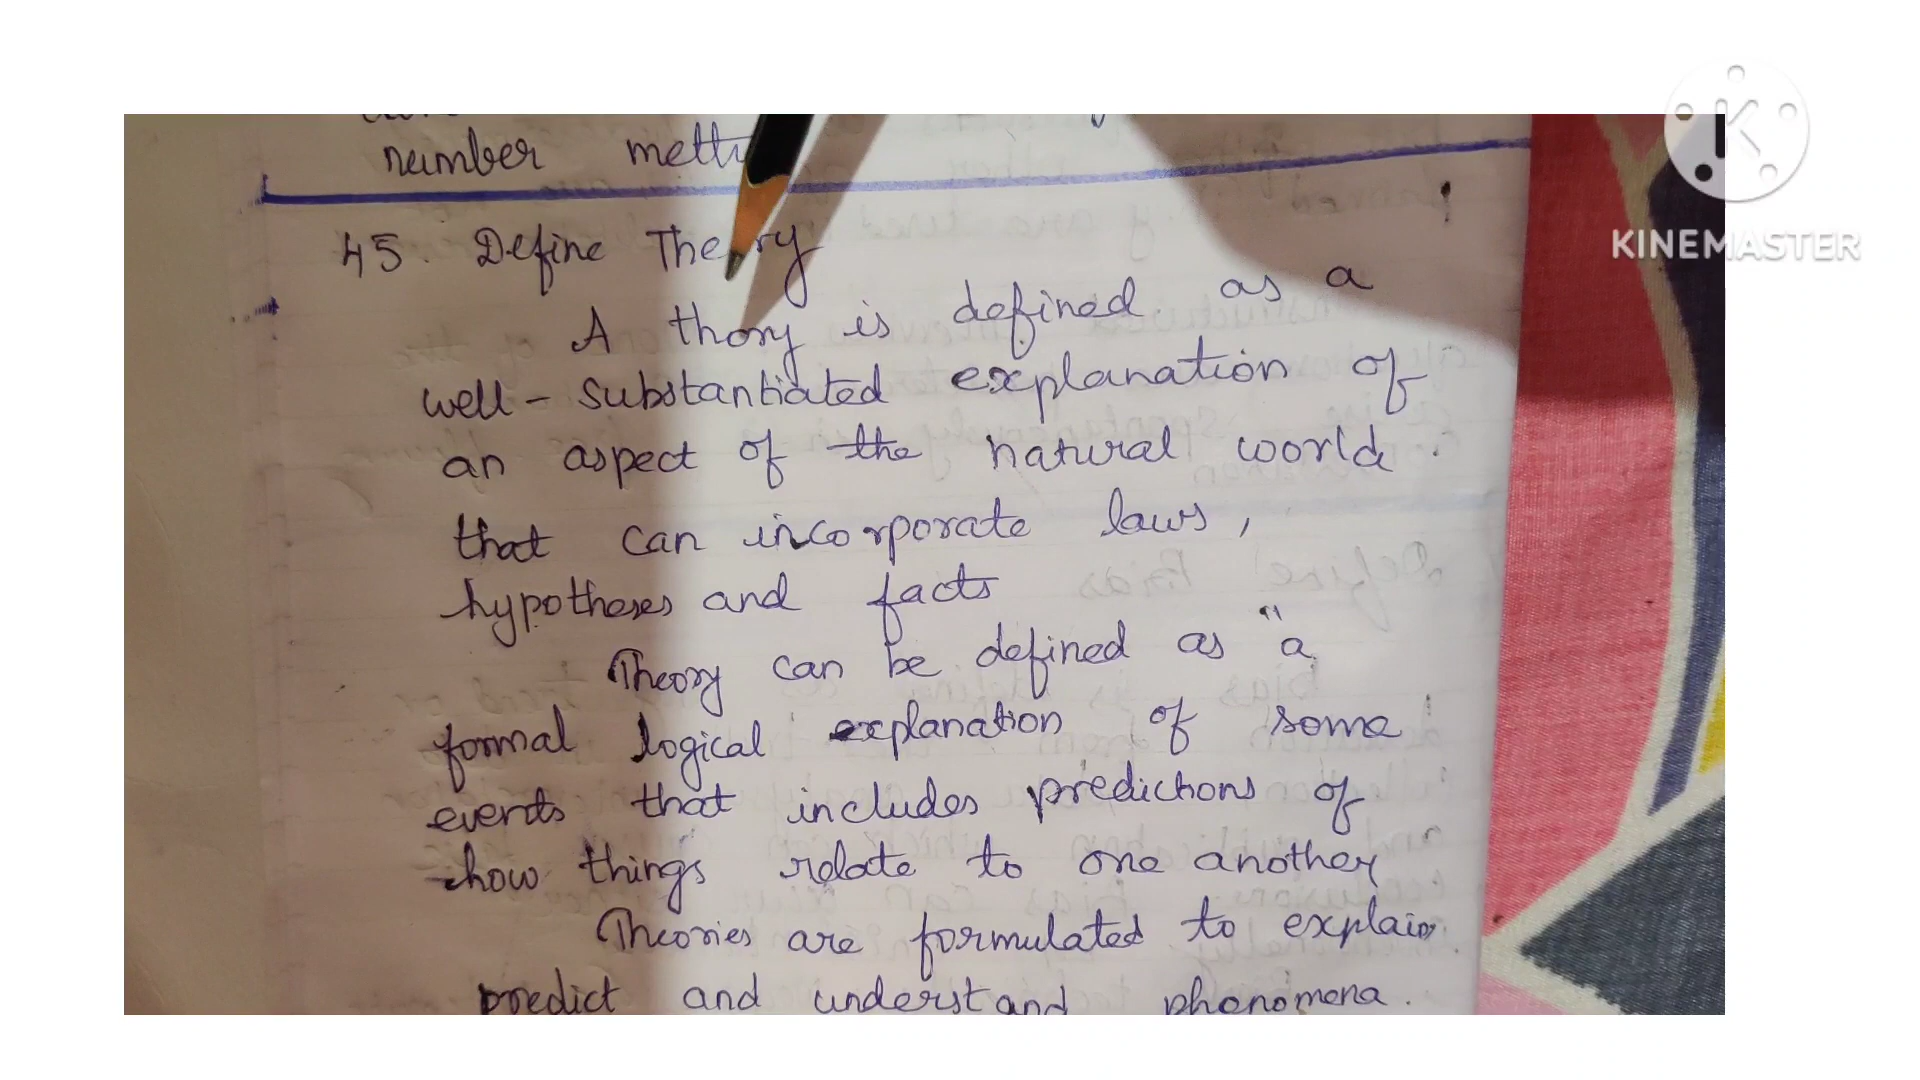 number
45. Define Theory
A thory is defined as a
well-substantiated explanation of
an aspect of the natural world
that can incorporate laws,
hypotheses and facts
Theory can be defined as "a
formal logical explanation of some
events that includes predictions of
how things relate to one another
Theories are formulated to explain
predict and understand phenomena.
KINEMASTER